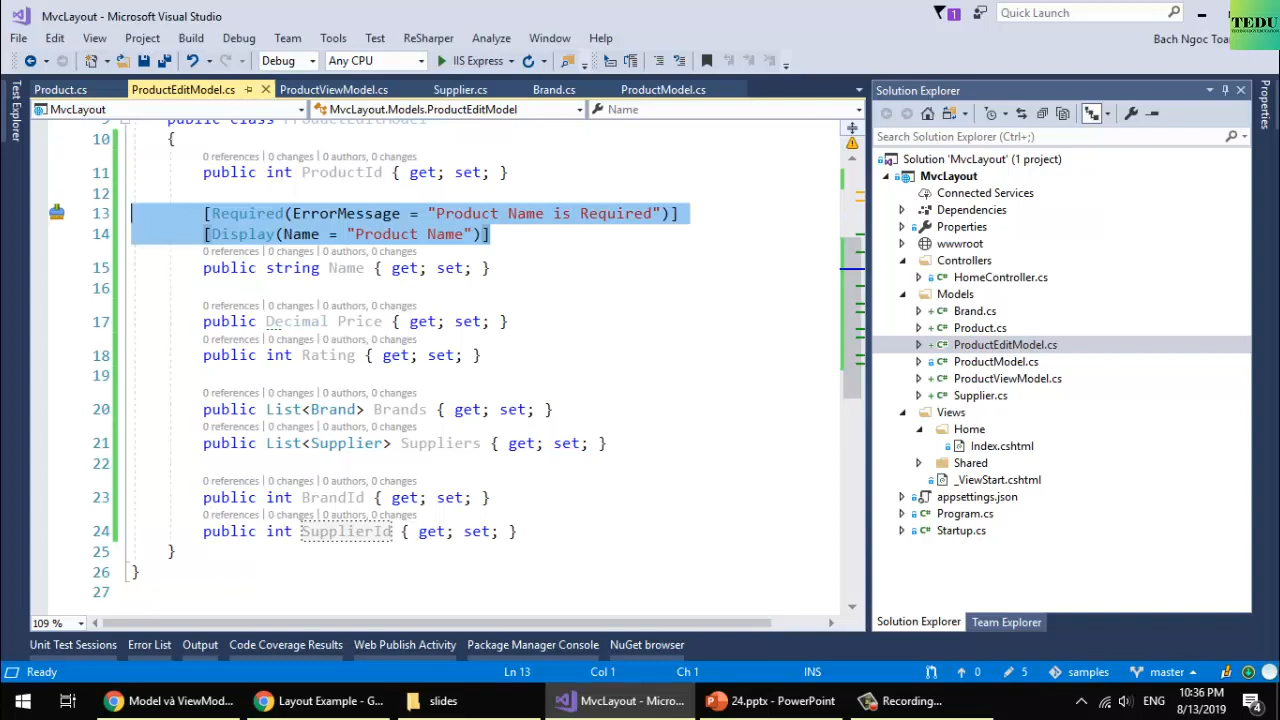 MvcLayout - Microsoft Visual Studio
1
Quick Launch
TEDU
File Edit View Project Build Debug Team Tools Test ReSharper Analyze Window Help
Bach Ngoc Toan
Debug Any CPU IIS Express
Test Explorer
Product.cs ProductEditModel.cs ProductViewModel.cs Supplier.cs Brand.cs ProductModel.cs
MvcLayout MvcLayout.Models.ProductEditModel Name
9 public class ProductEditModel
10 {
0 references | 0 changes | 0 authors, 0 changes
11 public int ProductId { get; set; }
12
13 [Required(ErrorMessage = "Product Name is Required")]
14 [Display(Name = "Product Name")]
0 references | 0 changes | 0 authors, 0 changes
15 public string Name { get; set; }
16
0 references | 0 changes | 0 authors, 0 changes
17 public Decimal Price { get; set; }
0 references | 0 changes | 0 authors, 0 changes
18 public int Rating { get; set; }
19
0 references | 0 changes | 0 authors, 0 changes
20 public List<Brand> Brands { get; set; }
0 references | 0 changes | 0 authors, 0 changes
21 public List<Supplier> Suppliers { get; set; }
22
0 references | 0 changes | 0 authors, 0 changes
23 public int BrandId { get; set; }
0 references | 0 changes | 0 authors, 0 changes
24 public int SupplierId { get; set; }
25 }
26 }
27
109 %
Solution Explorer
Search Solution Explorer (Ctrl+;)
Solution 'MvcLayout' (1 project)
MvcLayout
Connected Services
Dependencies
Properties
wwwroot
Controllers
C# HomeController.cs
Models
C# Brand.cs
C# Product.cs
C# ProductEditModel.cs
C# ProductModel.cs
C# ProductViewModel.cs
C# Supplier.cs
Views
Home
Index.cshtml
Shared
_ViewStart.cshtml
appsettings.json
C# Program.cs
C# Startup.cs
Solution Explorer Team Explorer
Properties
Unit Test Sessions Error List Output Code Coverage Results Web Publish Activity Package Manager Console NuGet browser
Ready Ln 13 Col 1 Ch 1 INS 0 5 samples master
Model và ViewMod... Layout Example - G... slides MvcLayout - Micro... 24.pptx - PowerPoint Recording... ENG 10:36 PM 8/13/2019 4